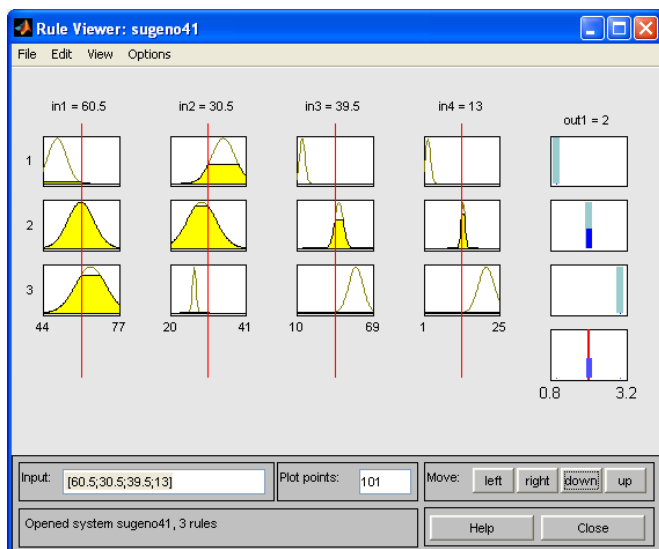 Rule Viewer: sugeno41
File Edit View Options
in1 = 60.5 in2 = 30.5 in3 = 39.5 in4 = 13 out1 = 2
1
2
3
44 77 20 41 10 69 1 25
0.8 3.2
Input: [60.5;30.5;39.5;13] Plot points: 101 Move: left right down up
Opened system sugeno41, 3 rules Help Close